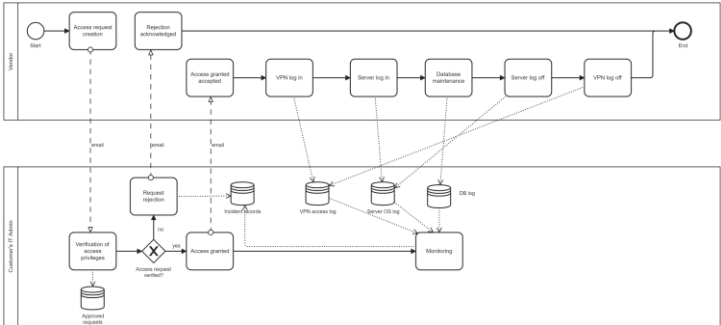 Vendor
Start
Access request
creation
Rejection
acknowledged
End
Access granted
accepted
VPN log in
Server log in
Database
maintenance
Server log off
VPN log off
email
email
email
Customer's IT Admin
Request
rejection
Incident records
VPN access log
Server OS log
DB log
no
Verification of
access
privileges
yes
Access request
verified?
Access granted
Monitoring
Approved
requests